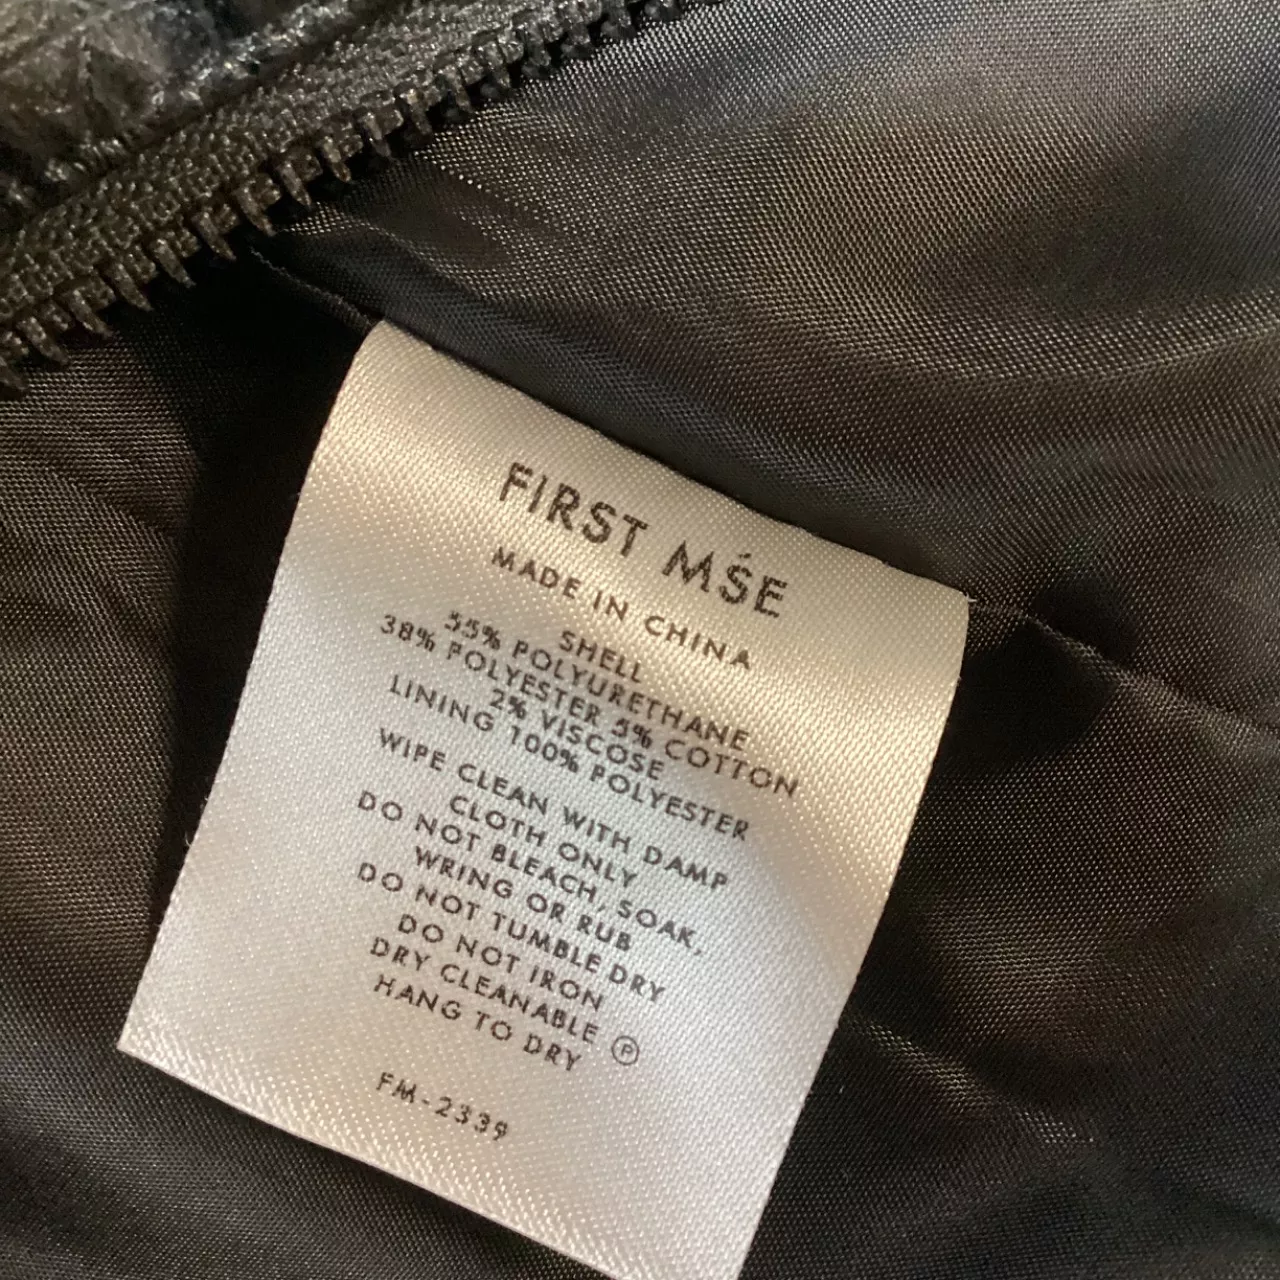 FIRST MŚE
MADE IN CHINA
SHELL
55% POLYURETHANE
38% POLYESTER 5% COTTON
2% VISCOSE
LINING 100% POLYESTER
WIPE CLEAN WITH DAMP
CLOTH ONLY
DO NOT BLEACH, SOAK,
WRING OR RUB
DO NOT TUMBLE DRY
DO NOT IRON
DRY CLEANABLE Ⓟ
HANG TO DRY
FM-2339